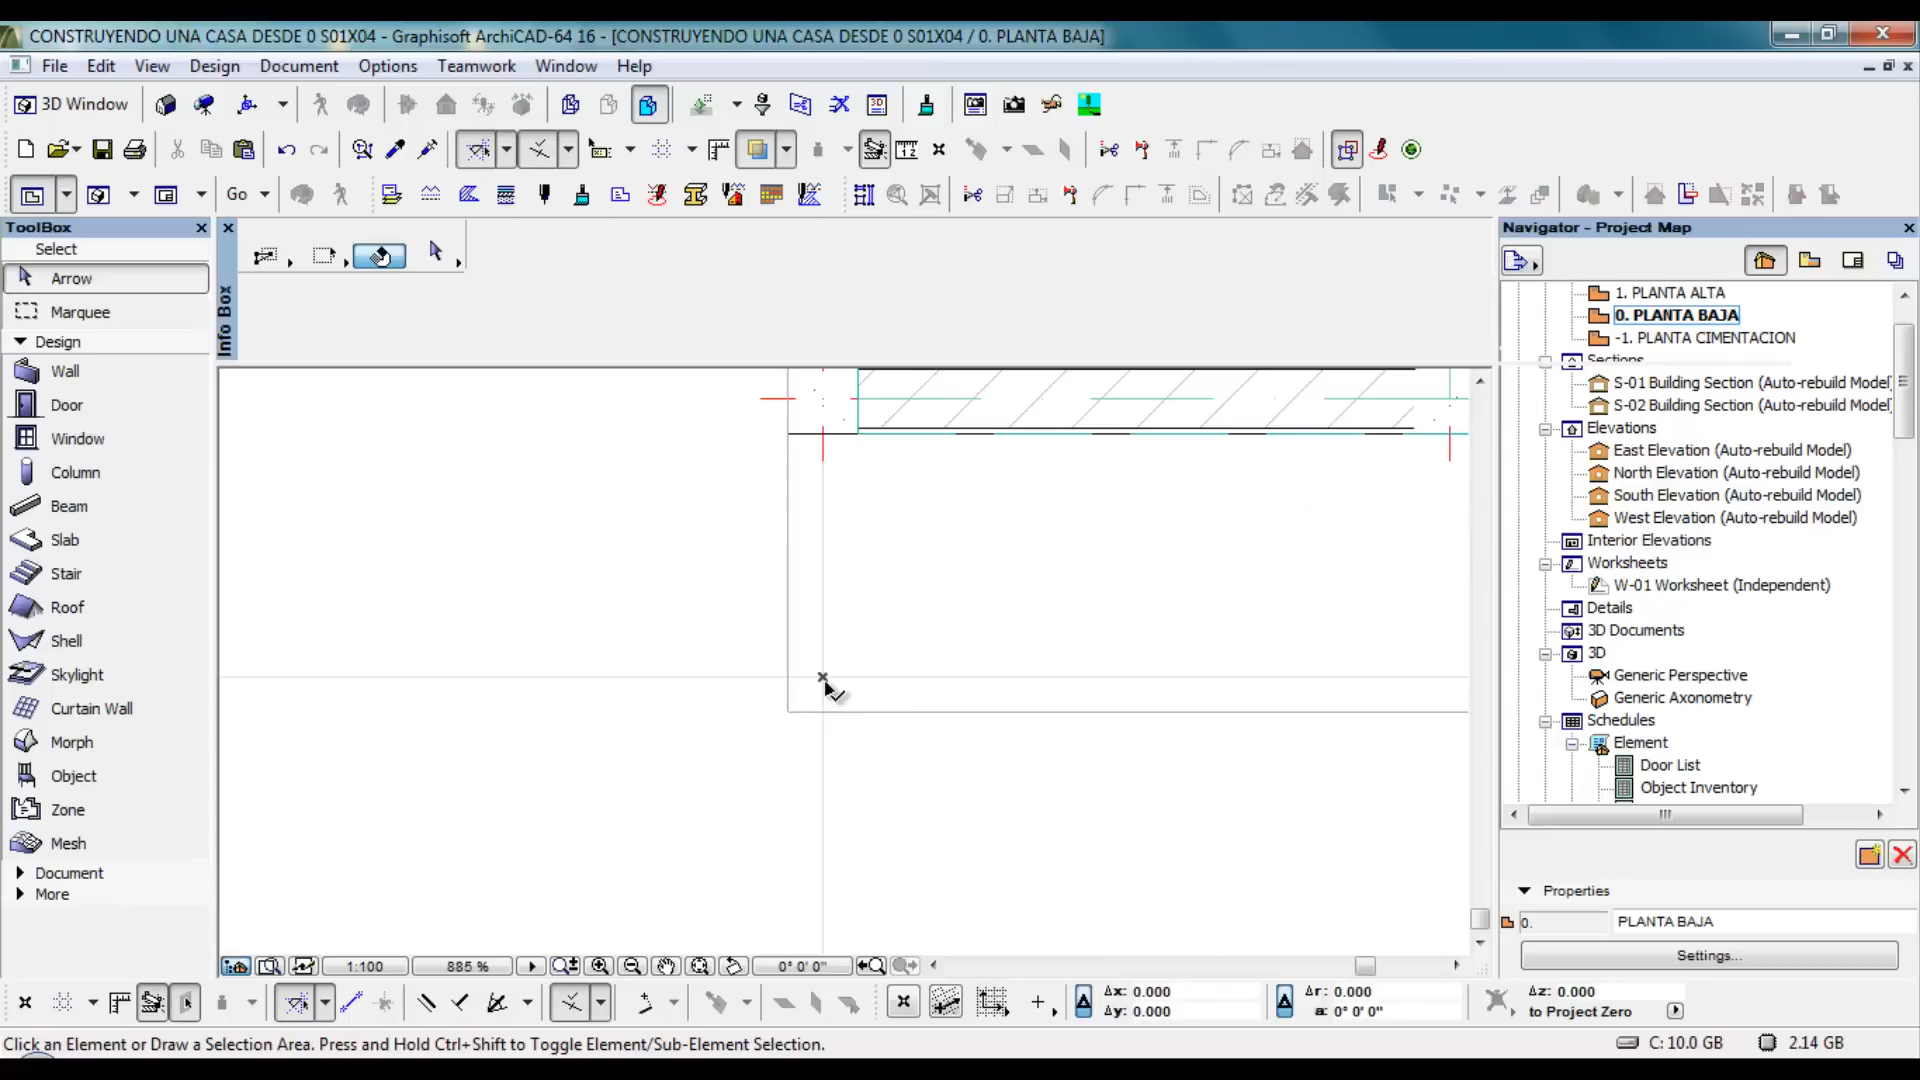 CONSTRUYENDO UNA CASA DESDE 0 S01X04 - Graphisoft ArchiCAD-64 16 - [CONSTRUYENDO UNA CASA DESDE 0 S01X04 / 0. PLANTA BAJA]
File Edit View Design Document Options Teamwork Window Help
3D Window
Go
ToolBox
Select
Arrow
Marquee
Design
Wall
Door
Window
Column
Beam
Slab
Stair
Roof
Shell
Skylight
Curtain Wall
Morph
Object
Zone
Mesh
Document
More
Info Box
Navigator - Project Map
1. PLANTA ALTA
0. PLANTA BAJA
-1. PLANTA CIMENTACION
Sections
S-01 Building Section (Auto-rebuild Model)
S-02 Building Section (Auto-rebuild Model)
Elevations
East Elevation (Auto-rebuild Model)
North Elevation (Auto-rebuild Model)
South Elevation (Auto-rebuild Model)
West Elevation (Auto-rebuild Model)
Interior Elevations
Worksheets
W-01 Worksheet (Independent)
Details
3D Documents
3D
Generic Perspective
Generic Axonometry
Schedules
Element
Door List
Object Inventory
Properties
0. PLANTA BAJA
Settings...
1:100 885 % 0° 0' 0"
Δx: 0.000 Δr: 0.000 Δz: 0.000
Δy: 0.000 a: 0° 0' 0" to Project Zero
Click an Element or Draw a Selection Area. Press and Hold Ctrl+Shift to Toggle Element/Sub-Element Selection.
C: 10.0 GB 2.14 GB